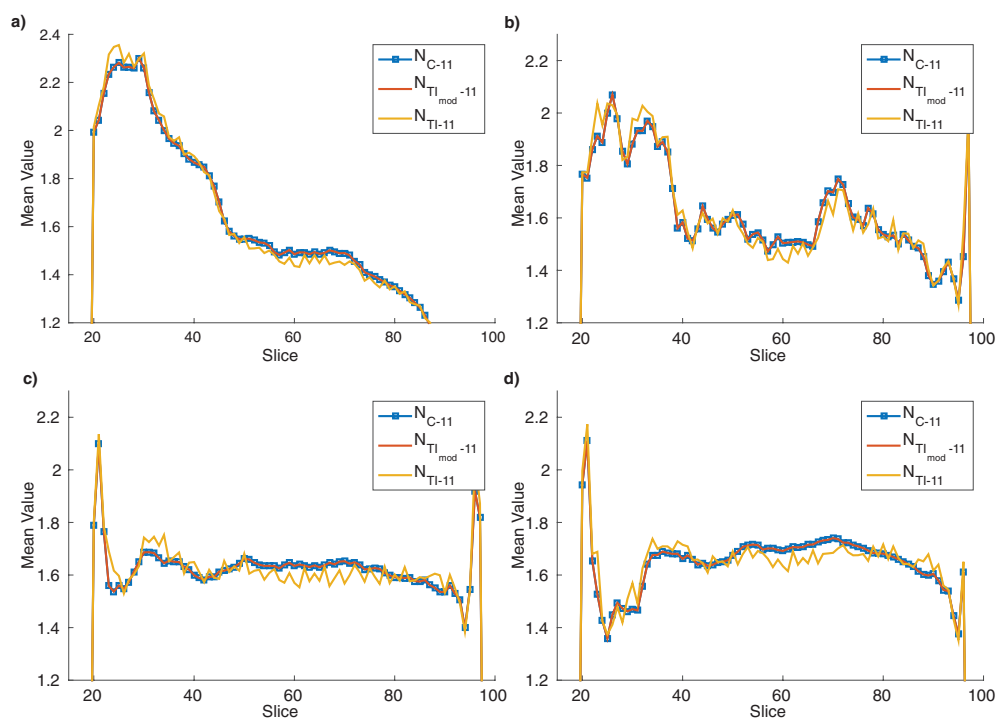 a)
2.4
2.2
2
1.8
1.6
1.4
1.2
Mean Value
20
40
60
80
100
Slice
N_C-11
N_TI_mod-11
N_TI-11
b)
2.2
2
1.8
1.6
1.4
1.2
Mean Value
20
40
60
80
100
Slice
N_C-11
N_TI_mod-11
N_TI-11
c)
2.2
2
1.8
1.6
1.4
1.2
Mean Value
20
40
60
80
100
Slice
N_C-11
N_TI_mod-11
N_TI-11
d)
2.2
2
1.8
1.6
1.4
1.2
Mean Value
20
40
60
80
100
Slice
N_C-11
N_TI_mod-11
N_TI-11